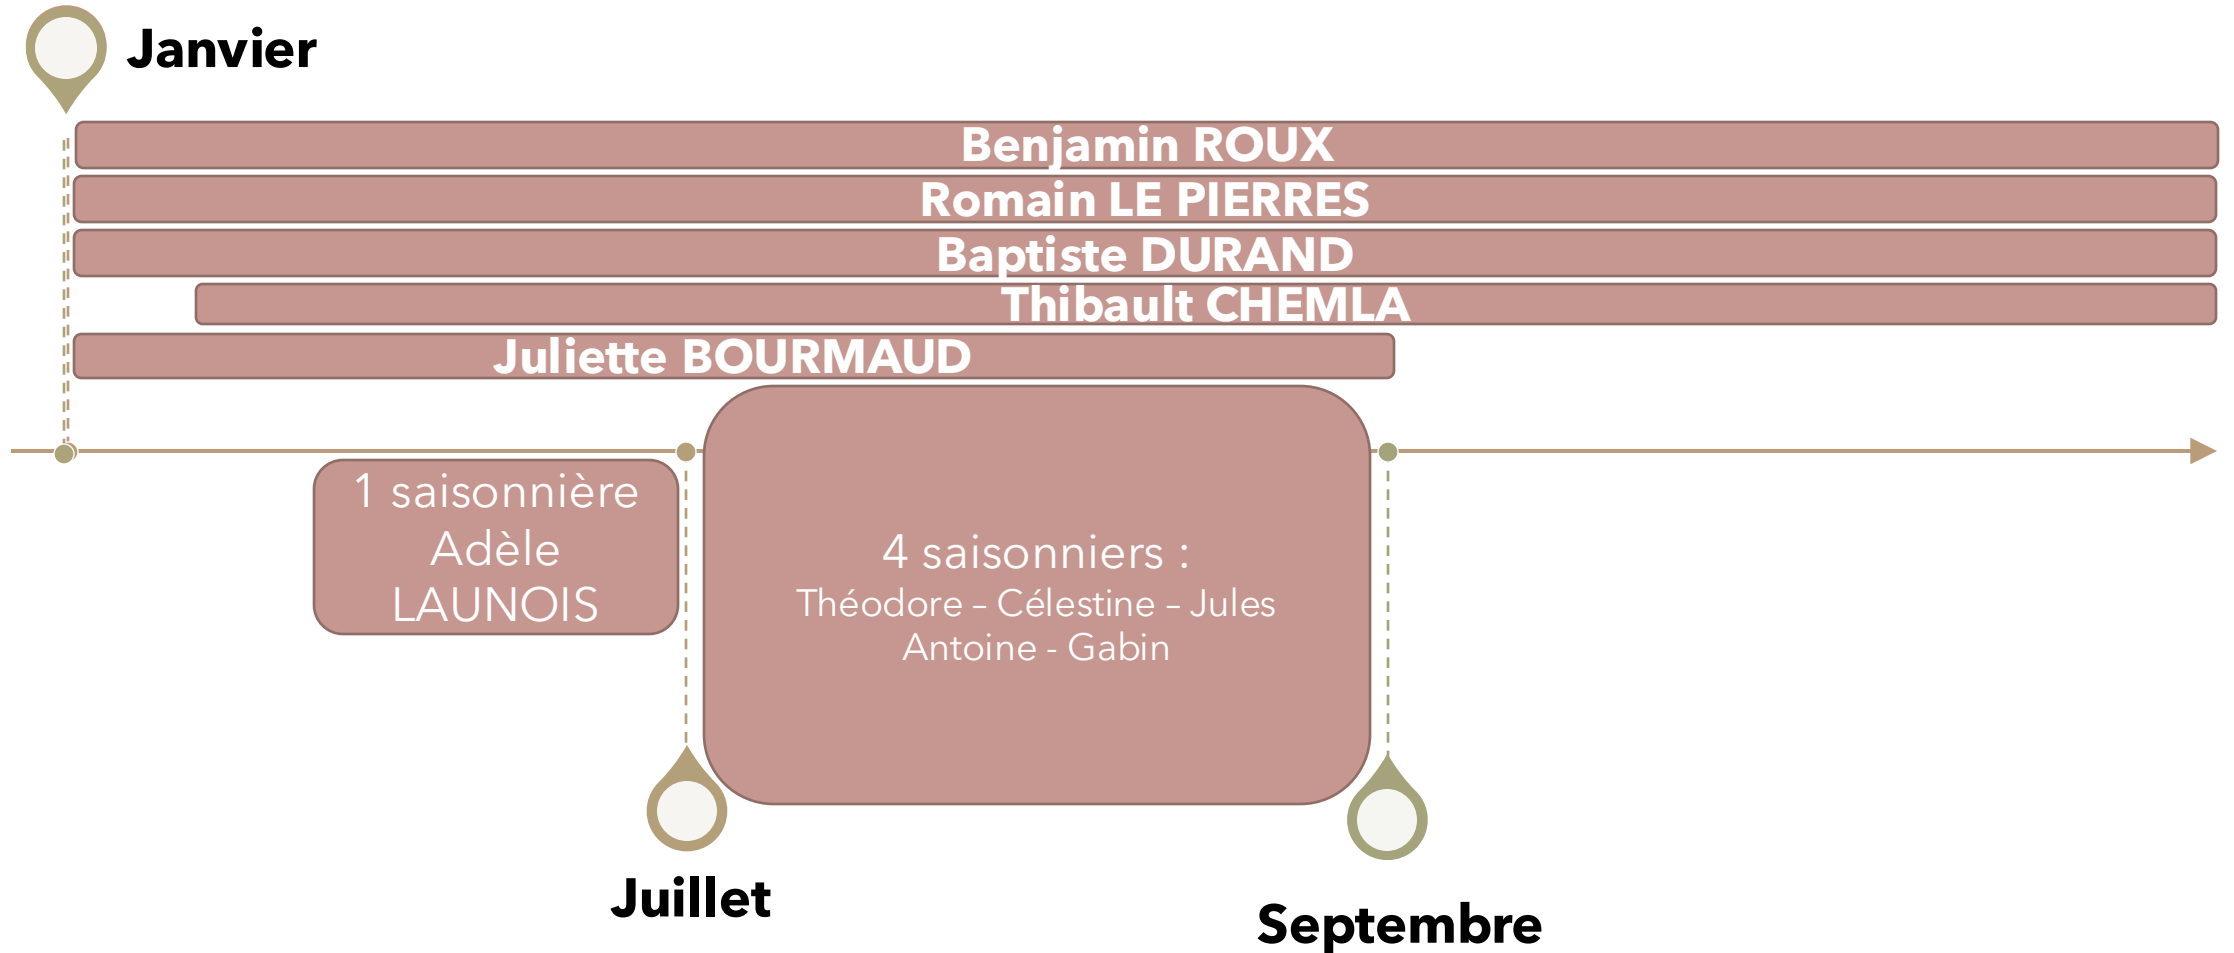 Janvier
Benjamin ROUX
Romain LE PIERRES
Baptiste DURAND
Thibault CHEMLA
Juliette BOURMAUD
1 saisonnière
Adèle
LAUNOIS
4 saisonniers :
Théodore – Célestine – Jules
Antoine - Gabin
Juillet
Septembre